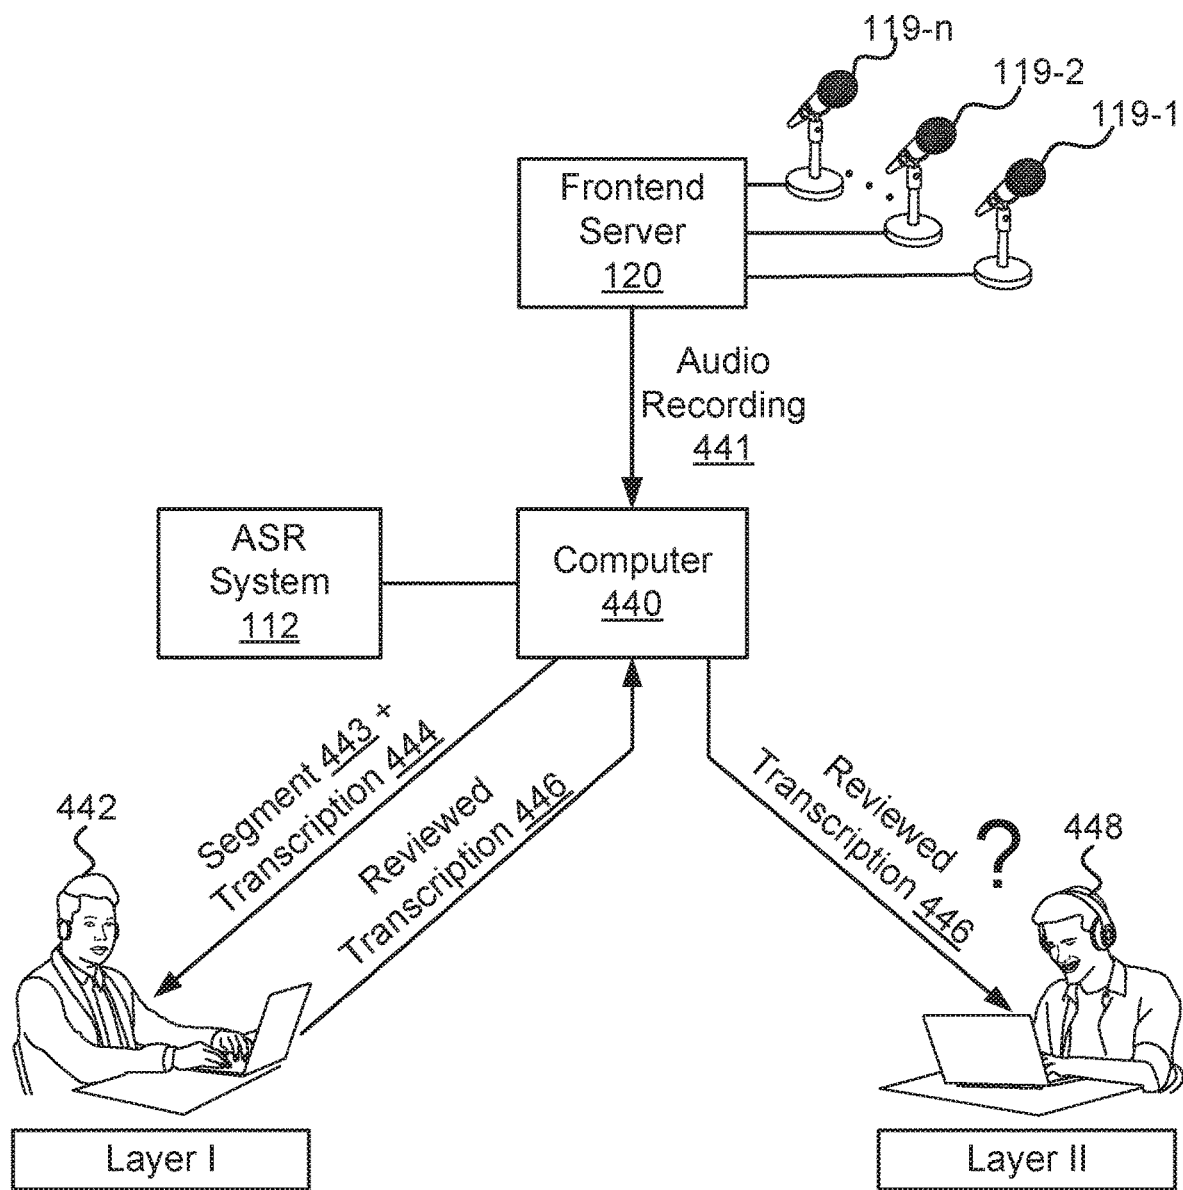 119-n
119-2
119-1
Frontend
Server
120
Audio
Recording
441
ASR
System
112
Computer
440
Segment 443 +
Transcription 444
Reviewed
Transcription 446
Reviewed
Transcription 446
?
442
448
Layer I
Layer II